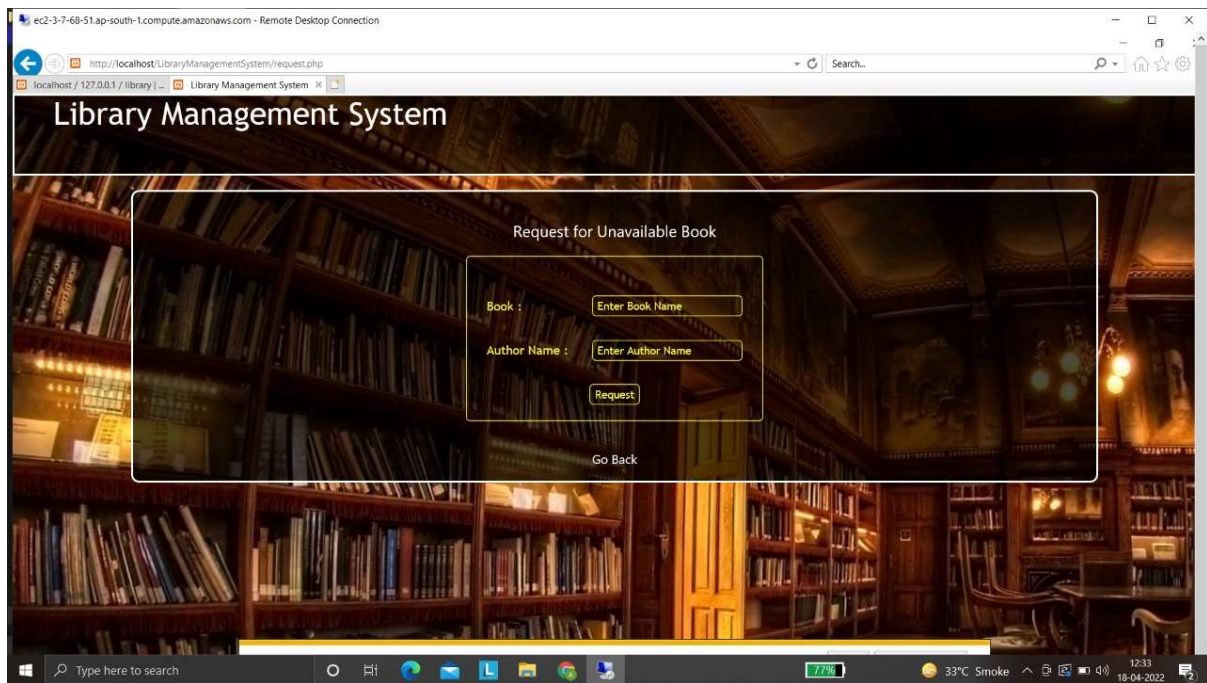 ec2-3-7-68-51.ap-south-1.compute.amazonaws.com - Remote Desktop Connection
http://localhost/LibraryManagementSystem/request.php
Search...
localhost / 127.0.0.1 / library | ...
Library Management System
Library Management System
Request for Unavailable Book
Book :
Enter Book Name
Author Name :
Enter Author Name
Request
Go Back
Type here to search
77%
33°C Smoke
12:33
18-04-2022
2